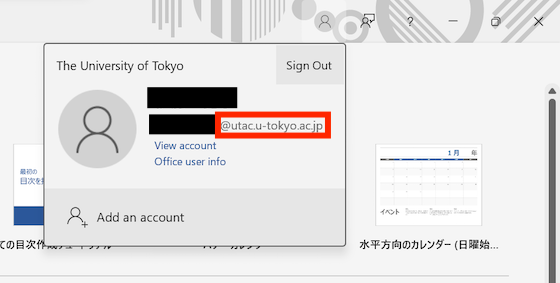 ?
The University of Tokyo
Sign Out
@utac.u-tokyo.ac.jp
View account
Office user info
Add an account
最初の
目次を
1 月
年
イベント
ての目次作成チュートリアル
水平方向のカレンダー (日曜始...